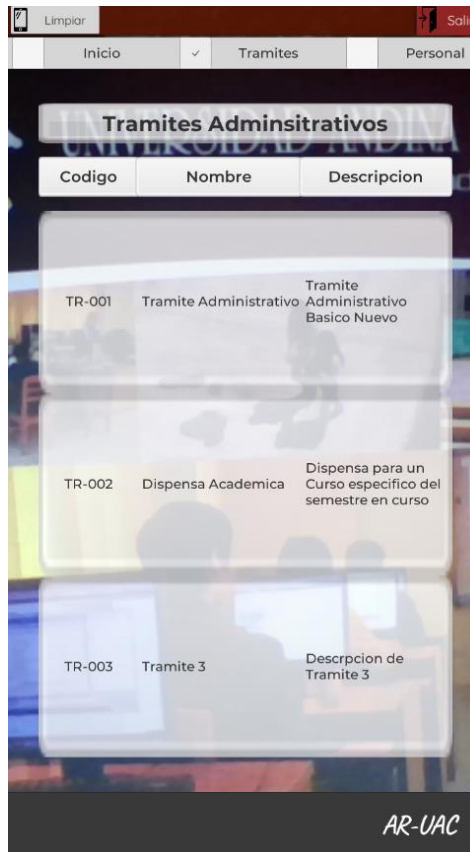 Limpiar
Sali
Inicio
Tramites
Personal
UNIVERSIDAD ANDINA
Tramites Adminsitrativos
Codigo
Nombre
Descripcion
TR-001
Tramite Administrativo
Tramite
Administrativo
Basico Nuevo
TR-002
Dispensa Academica
Dispensa para un
Curso especifico del
semestre en curso
TR-003
Tramite 3
Descrpcion de
Tramite 3
AR-UAC